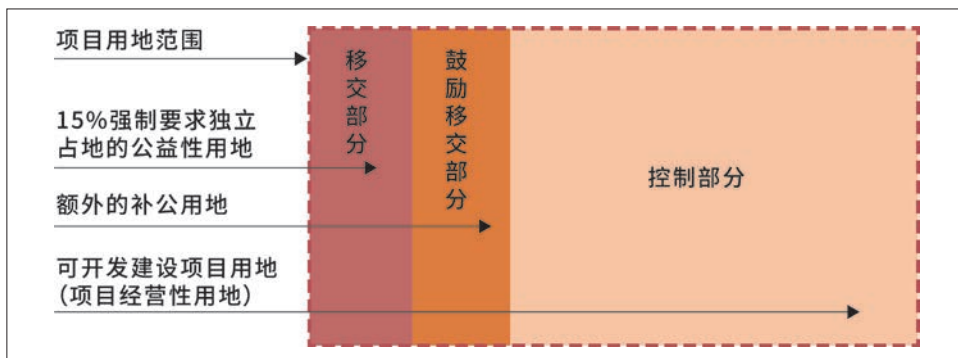 项目用地范围
15%强制要求独立
占地的公益性用地
额外的补公用地
可开发建设项目用地
（项目经营性用地）
移交部分
鼓励移交部分
控制部分